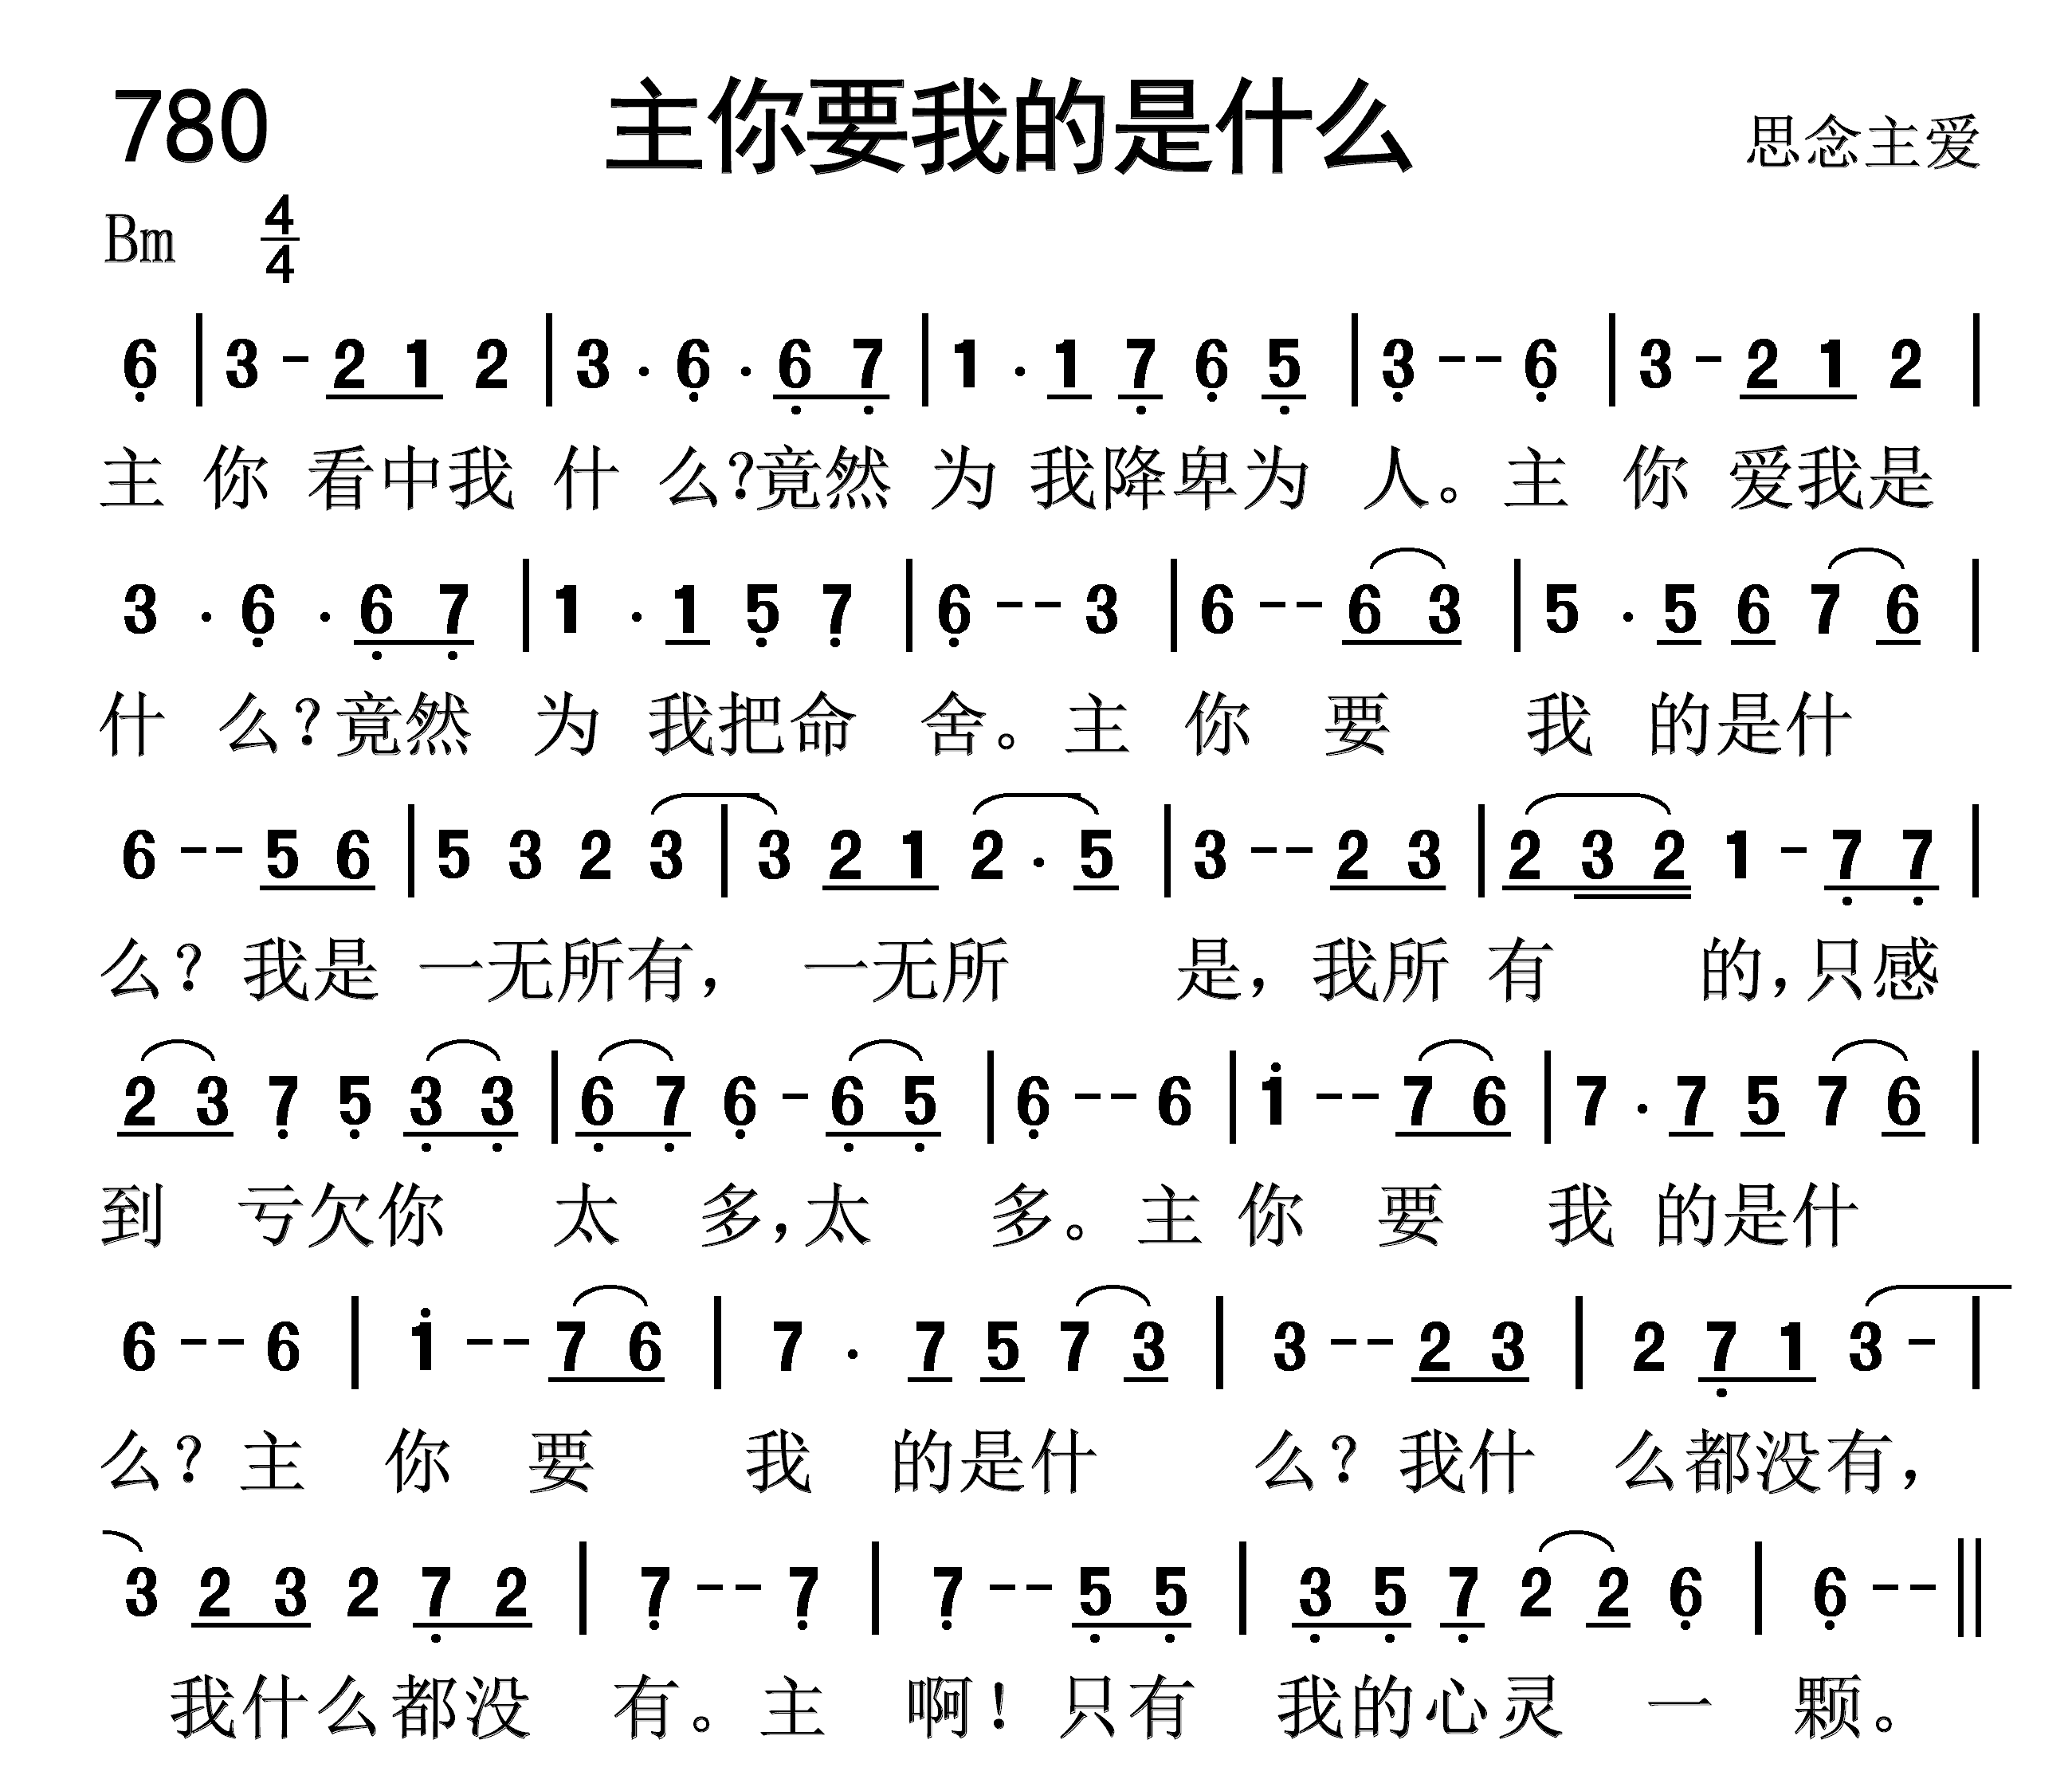 780 主你要我的是什么 思念主爱
Bm 4/4
6̣ | 3 - 2 1 2 | 3 . 6̣ . 6̣ 7̣ | 1 . 1 7̣ 6̣ 5̣ | 3̣ - - 6̣ | 3 - 2 1 2 |
主 你 看中我 什 么?竟然 为 我降卑为 人。主 你 爱我是
3 . 6̣ . 6̣ 7̣ | 1 . 1 5̣ 7̣ | 6̣ - - 3 | 6 - - 6 3 | 5 . 5 6 7 6 |
什 么?竟然 为 我把命 舍。主 你 要 我 的是什
6 - - 5 6 | 5 3 2 3 | 3 2 1 2 . 5 | 3 - - 2 3 | 2 3 2 1 - 7̣ 7̣ |
么? 我是 一无所有, 一无所 是,我所 有 的,只感
2 3 7̣ 5̣ 3̣ 3̣ | 6̣ 7̣ 6̣ - 6̣ 5̣ | 6̣ - - 6 | 1̇ - - 7 6 | 7 . 7 5 7 6 |
到 亏欠你 太 多,太 多。主 你 要 我 的是什
6 - - 6 | 1̇ - - 7 6 | 7 . 7 5 7 3 | 3 - - 2 3 | 2 7̣ 1 3 - |
么? 主 你 要 我 的是什 么? 我什 么都没有,
3 2 3 2 7̣ 2 | 7̣ - - 7̣ | 7̣ - - 5̣ 5̣ | 3̣ 5̣ 7̣ 2 2 6̣ | 6̣ - - ||
我什么都没 有。主 啊! 只有 我的心灵 一 颗。